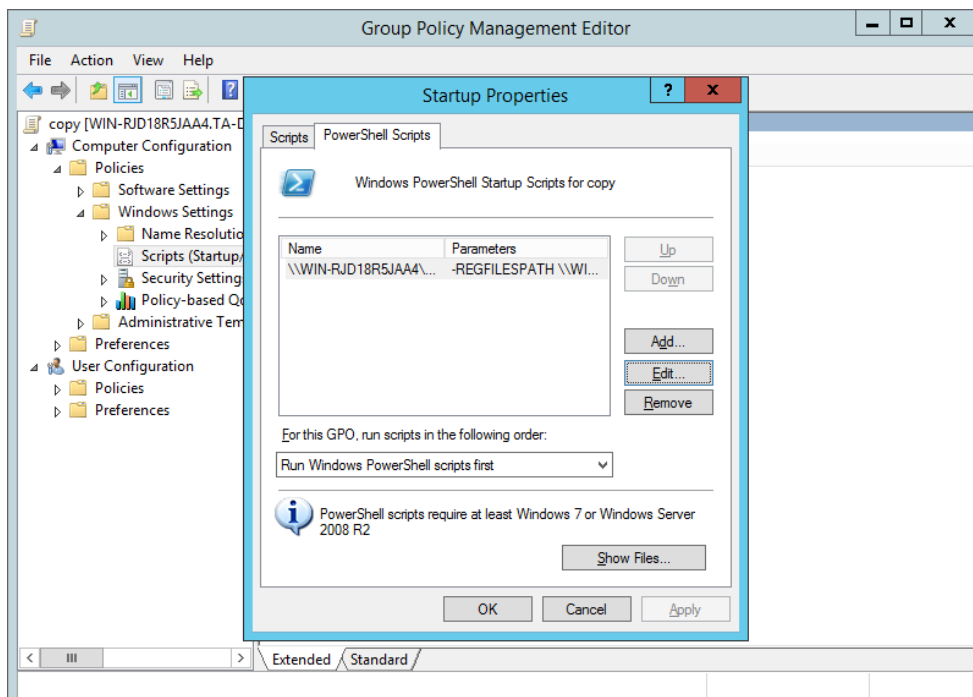 Group Policy Management Editor
File Action View Help
Startup Properties
? x
copy [WIN-RJD18R5JAA4.TA-D
Computer Configuration
Policies
Software Settings
Windows Settings
Name Resolutio
Scripts (Startup/
Security Setting
Policy-based Qo
Administrative Tem
Preferences
User Configuration
Policies
Preferences
Scripts PowerShell Scripts
Windows PowerShell Startup Scripts for copy
Name Parameters
\\WIN-RJD18R5JAA4\... -REGFILESPATH \\WI...
Up
Down
Add...
Edit...
Remove
For this GPO, run scripts in the following order:
Run Windows PowerShell scripts first
PowerShell scripts require at least Windows 7 or Windows Server
2008 R2
Show Files...
OK Cancel Apply
Extended Standard